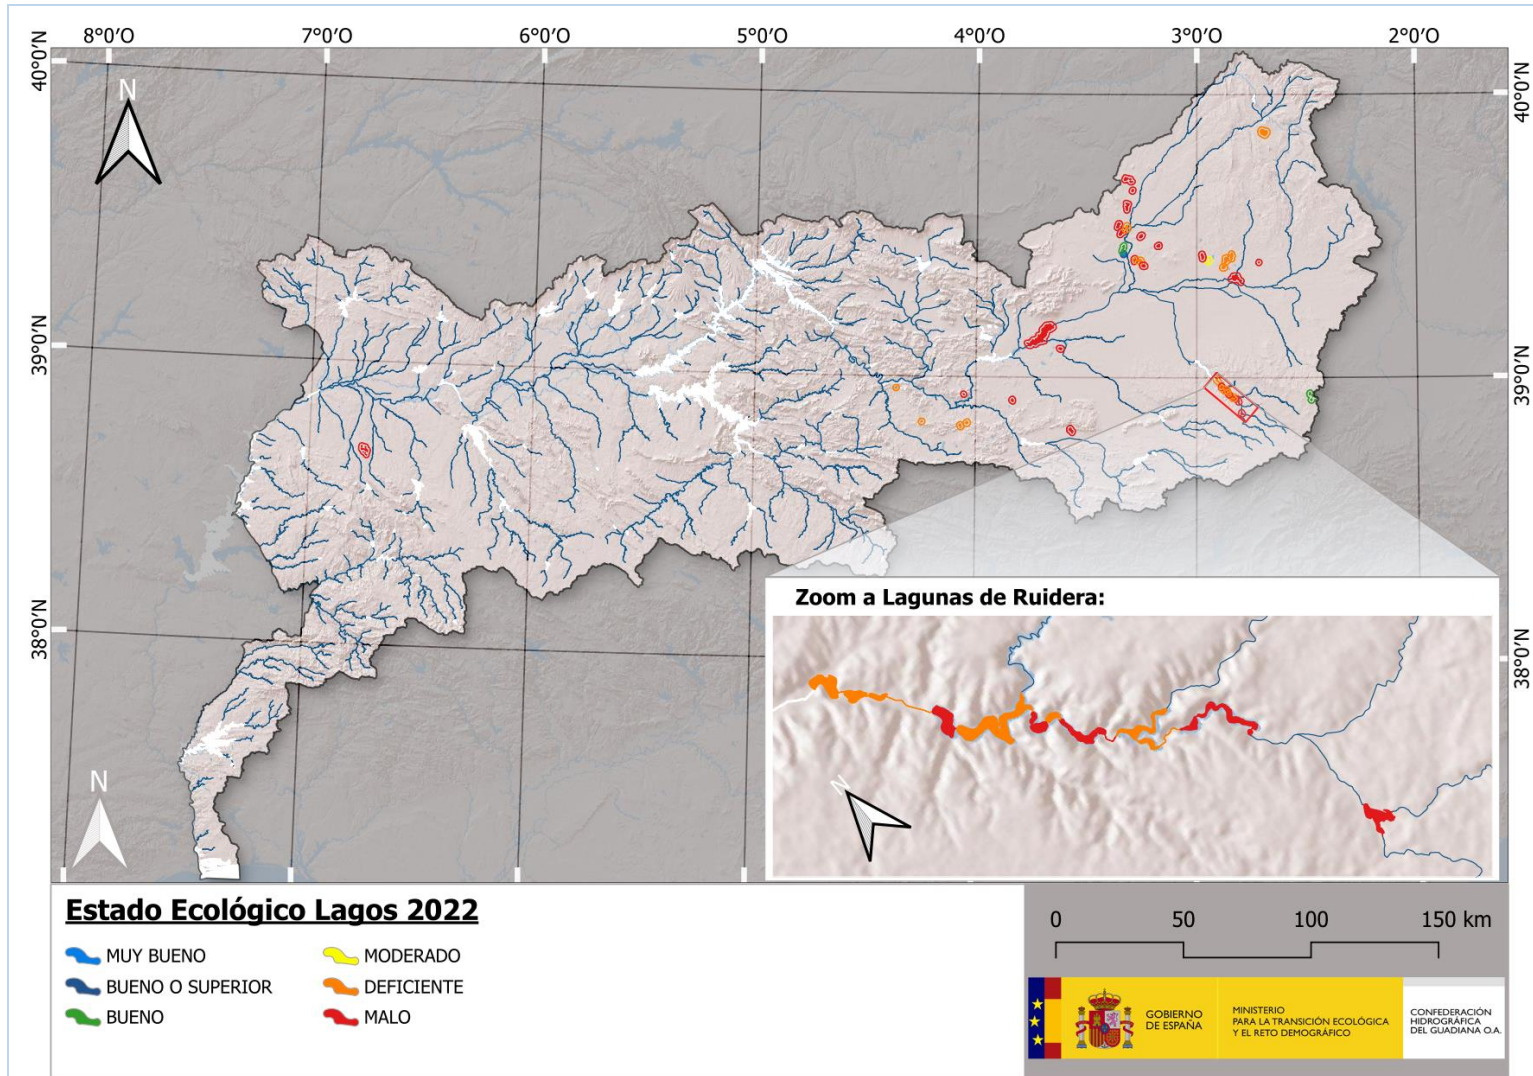 8°0'O 7°0'O 6°0'O 5°0'O 4°0'O 3°0'O 2°0'O
40°0'N
40°0'N
N
39°0'N
39°0'N
38°0'N
38°0'N
Zoom a Lagunas de Ruidera:
N
N
Estado Ecológico Lagos 2022
MUY BUENO
BUENO O SUPERIOR
BUENO
MODERADO
DEFICIENTE
MALO
0 50 100 150 km
GOBIERNO
DE ESPAÑA
MINISTERIO
PARA LA TRANSICIÓN ECOLÓGICA
Y EL RETO DEMOGRÁFICO
CONFEDERACIÓN
HIDROGRÁFICA
DEL GUADIANA O.A.